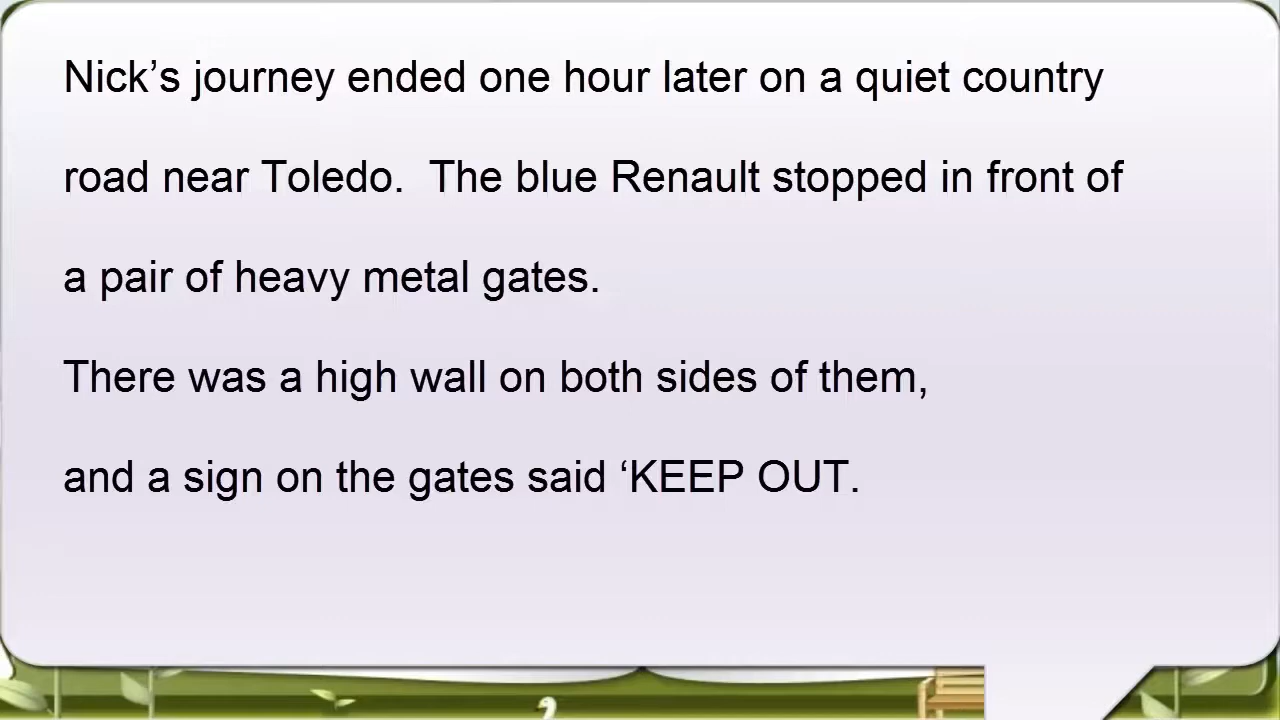 Nick’s journey ended one hour later on a quiet country
road near Toledo.  The blue Renault stopped in front of
a pair of heavy metal gates.
There was a high wall on both sides of them,
and a sign on the gates said ‘KEEP OUT.